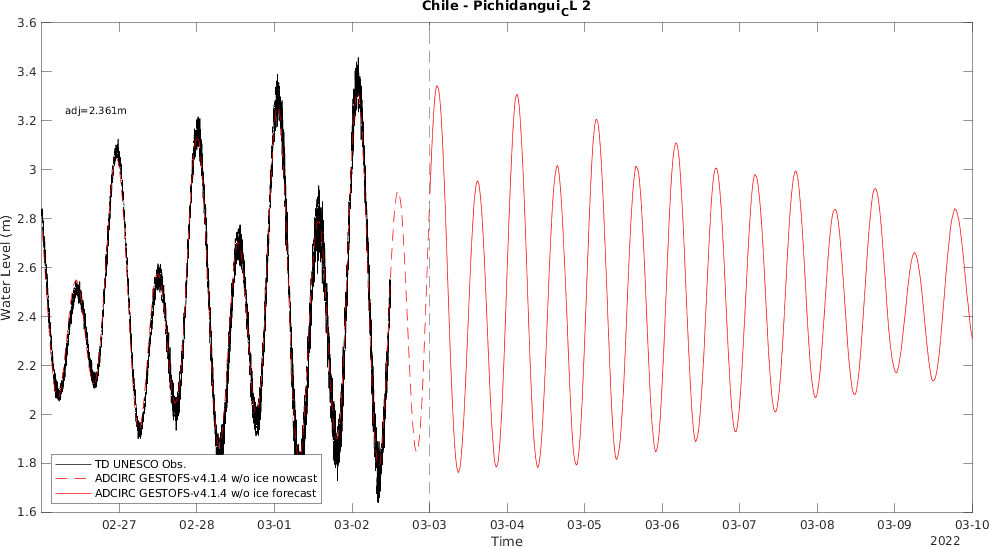 Chile - PichidanguiCL 2
3.6
3.4
3.2
3
2.8
2.6
2.4
2.2
2
1.8
1.6
Water Level (m)
adj=2.361m
TD UNESCO Obs.
ADCIRC GESTOFS-v4.1.4 w/o ice nowcast
ADCIRC GESTOFS-v4.1.4 w/o ice forecast
02-27 02-28 03-01 03-02 03-03 03-04 03-05 03-06 03-07 03-08 03-09 03-10
Time
2022